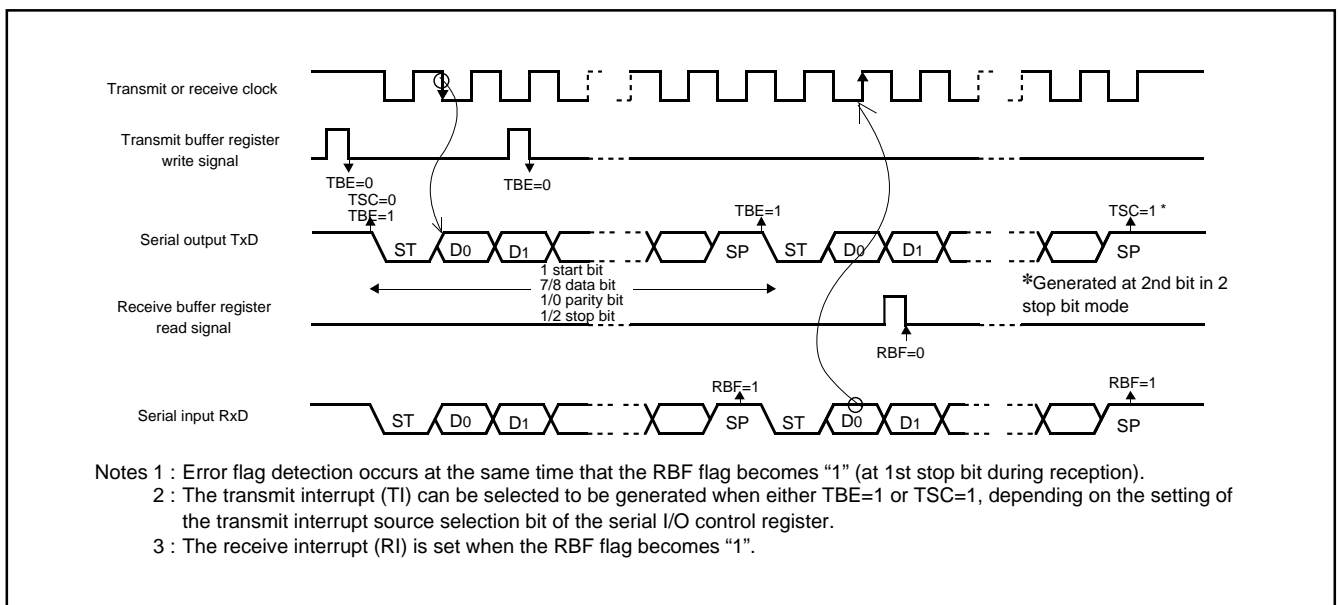 Transmit or receive clock
Transmit buffer register
write signal
TBE=0
TSC=0
TBE=1
TBE=0
TBE=1
TSC=1 *
Serial output TxD
ST D0 D1 SP ST D0 D1 SP
1 start bit
7/8 data bit
1/0 parity bit
1/2 stop bit
*Generated at 2nd bit in 2
stop bit mode
Receive buffer register
read signal
RBF=0
RBF=1
RBF=1
Serial input RxD
ST D0 D1 SP ST D0 D1 SP
Notes 1 : Error flag detection occurs at the same time that the RBF flag becomes “1” (at 1st stop bit during reception).
2 : The transmit interrupt (TI) can be selected to be generated when either TBE=1 or TSC=1, depending on the setting of
the transmit interrupt source selection bit of the serial I/O control register.
3 : The receive interrupt (RI) is set when the RBF flag becomes “1”.